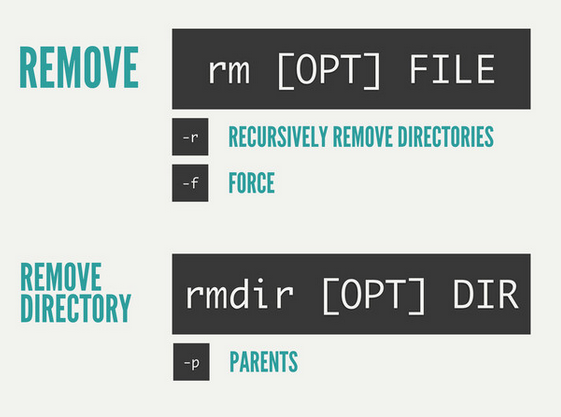 REMOVE
rm [OPT] FILE
-r RECURSIVELY REMOVE DIRECTORIES
-f FORCE
REMOVE
DIRECTORY
rmdir [OPT] DIR
-p PARENTS